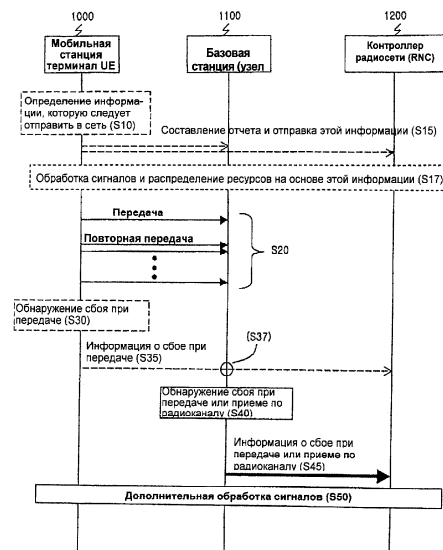 1000
1100
1200
Мобильная
станция
терминал UE
Базовая
станция (узел
Контроллер
радиосети (RNC)
Определение информа-
ции, которую следует
отправить в сеть (S10)
Составление отчета и отправка этой информации (S15)
Обработка сигналов и распределение ресурсов на основе этой информации (S17)
Передача
Повторная передача
S20
Обнаружение сбоя при
передаче (S30)
Информация о сбое при
передаче (S35)
(S37)
Обнаружение сбоя при
передаче или приеме по
радиоканалу (S40)
Информация о сбое при
передаче или приеме по
радиоканалу (S45)
Дополнительная обработка сигналов (S50)